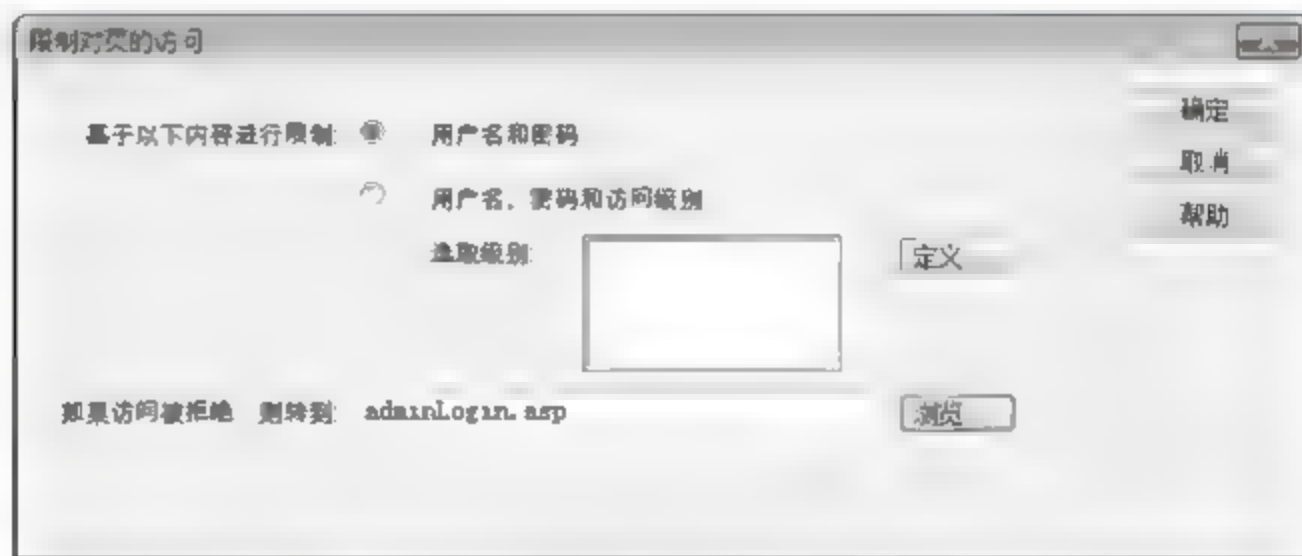 限制对页的访问
确定
基于以下内容进行限制: 用户名和密码
取消
用户名、密码和访问级别
帮助
选取级别:
定义
如果访问被拒绝 则转到: adminLogin.asp
浏览